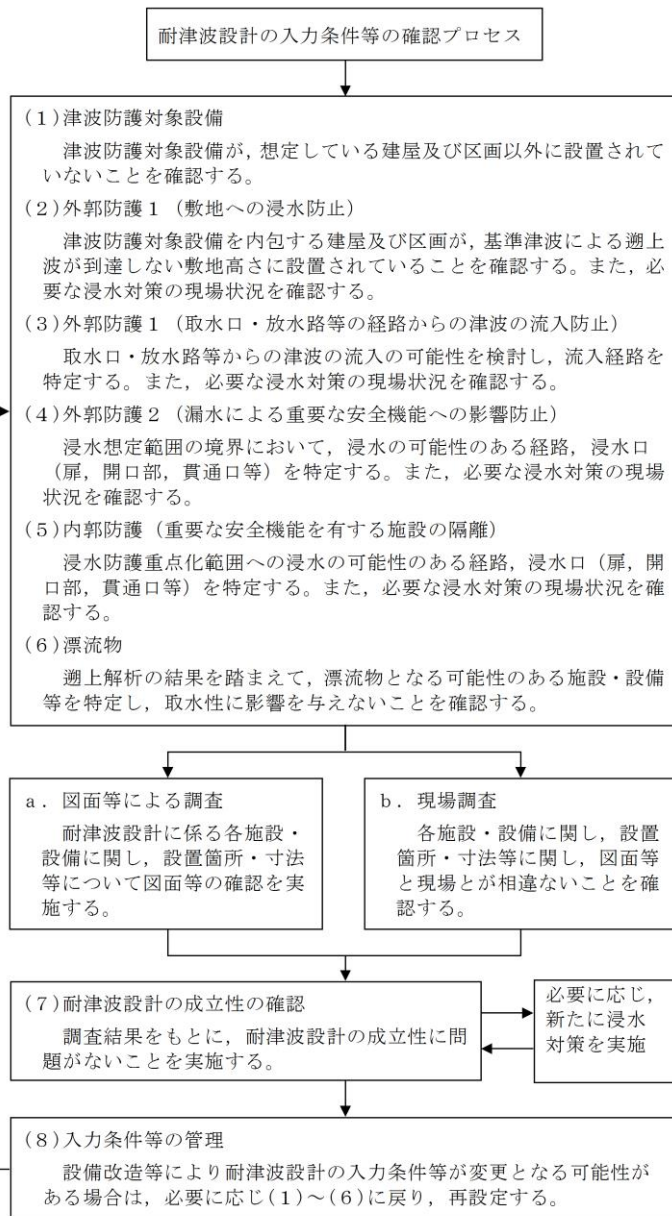 耐津波設計の入力条件等の確認プロセス
(1)津波防護対象設備
津波防護対象設備が，想定している建屋及び区画以外に設置されて
いないことを確認する。
(2)外郭防護1（敷地への浸水防止）
津波防護対象設備を内包する建屋及び区画が，基準津波による遡上
波が到達しない敷地高さに設置されていることを確認する。また，必
要な浸水対策の現場状況を確認する。
(3)外郭防護1（取水口・放水路等の経路からの津波の流入防止）
取水口・放水路等からの津波の流入の可能性を検討し，流入経路を
特定する。また，必要な浸水対策の現場状況を確認する。
(4)外郭防護2（漏水による重要な安全機能への影響防止）
浸水想定範囲の境界において，浸水の可能性のある経路，浸水口
（扉，開口部，貫通口等）を特定する。また，必要な浸水対策の現場
状況を確認する。
(5)内郭防護（重要な安全機能を有する施設の隔離）
浸水防護重点化範囲への浸水の可能性のある経路，浸水口（扉，開
口部，貫通口等）を特定する。また，必要な浸水対策の現場状況を確
認する。
(6)漂流物
遡上解析の結果を踏まえて，漂流物となる可能性のある施設・設備
等を特定し，取水性に影響を与えないことを確認する。
a．図面等による調査
耐津波設計に係る各施設・
設備に関し，設置箇所・寸法
等について図面等の確認を実
施する。
b．現場調査
各施設・設備に関し，設置
箇所・寸法等に関し，図面等
と現場とが相違ないことを確
認する。
(7)耐津波設計の成立性の確認
調査結果をもとに，耐津波設計の成立性に問
題がないことを実施する。
必要に応じ，
新たに浸水
対策を実施
(8)入力条件等の管理
設備改造等により耐津波設計の入力条件等が変更となる可能性が
ある場合は，必要に応じ(1)～(6)に戻り，再設定する。